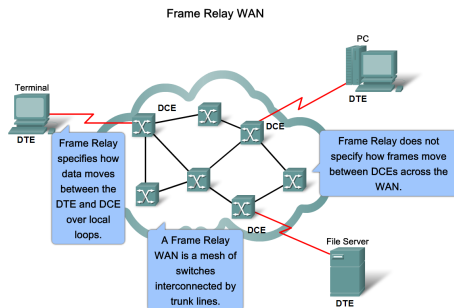 Frame Relay WAN
PC
DTE
Terminal
DTE
DCE
DCE
Frame Relay
specifies how
data moves
between the
DTE and DCE
over local
loops.
Frame Relay does not
specify how frames move
between DCEs across the
WAN.
DCE
A Frame Relay
WAN is a mesh of
switches
interconnected by
trunk lines.
File Server
DTE